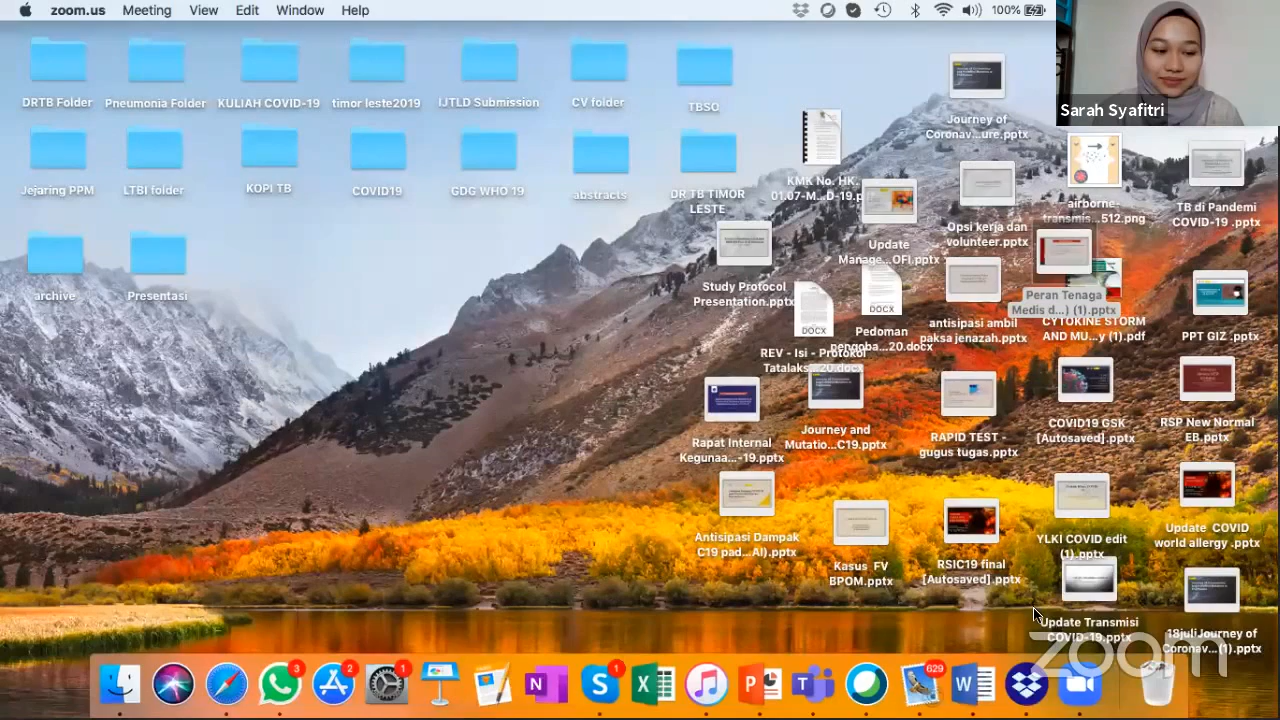 zoom.us Meeting View Edit Window Help
100%
Sarah Syafitri
DRTB Folder
Pneumonia Folder
KULIAH COVID-19
timor leste2019
IJTLD Submission
CV folder
TBSO
Journey of
Coronav...ure.pptx
Jejaring PPM
LTBI folder
KOPI TB
COVID19
GDG WHO 19
abstracts
DR TB TIMOR
LESTE
KMK No. HK.
01.07-M...D-19.p
Update
Manage...OFI.pptx
Opsi kerja dan
volunteer.pptx
airborne-
transmis...512.png
TB di Pandemi
COVID-19 .pptx
archive
Presentasi
Study Protocol
Presentation.pptx
DOCX
REV - Isi - Protokol
Tatalaks...20.docx
DOCX
Pedoman
pengoba...20.docx
antisipasi ambil
paksa jenazah.pptx
Peran Tenaga
Medis d...) (1).pptx
CYTOKINE STORM
AND MU...y (1).pdf
PPT GIZ .pptx
Rapat Internal
Kegunaa...-19.pptx
Journey and
Mutatio...C19.pptx
RAPID TEST -
gugus tugas.pptx
COVID19 GSK
[Autosaved].pptx
RSP New Normal
EB.pptx
Antisipasi Dampak
C19 pad...AI).pptx
Kasus FV
BPOM.pptx
RSIC19 final
[Autosaved].pptx
YLKI COVID edit
(1).pptx
Update COVID
world allergy .pptx
Update Transmisi
COVID-19.pptx
18juliJourney of
Coronav...(1).pptx
zoom
3
2
1
1
629
N
S
X
P
T
W